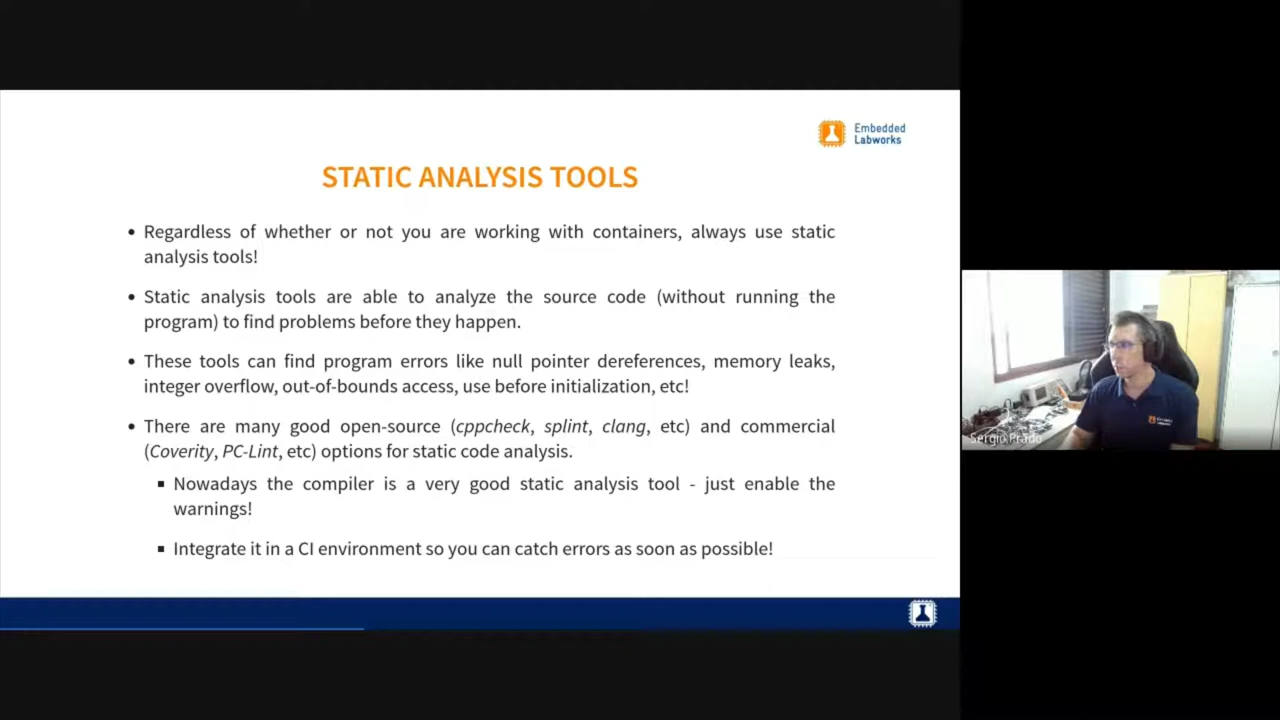 Embedded
Labworks
STATIC ANALYSIS TOOLS
• Regardless of whether or not you are working with containers, always use static
analysis tools!
• Static analysis tools are able to analyze the source code (without running the
program) to find problems before they happen.
• These tools can find program errors like null pointer dereferences, memory leaks,
integer overflow, out-of-bounds access, use before initialization, etc!
• There are many good open-source (cppcheck, splint, clang, etc) and commercial
(Coverity, PC-Lint, etc) options for static code analysis.
▪ Nowadays the compiler is a very good static analysis tool - just enable the
warnings!
▪ Integrate it in a CI environment so you can catch errors as soon as possible!
Sergio Prado